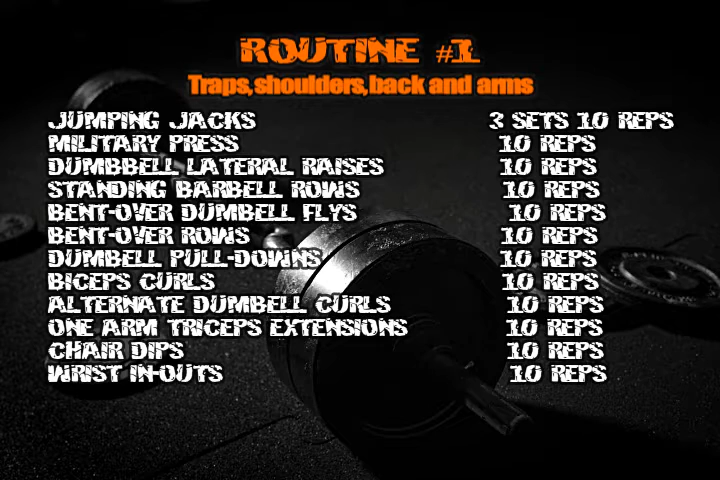 ROUTINE #1
Traps,shoulders,back and arms
JUMPING JACKS 3 SETS 10 REPS
MILITARY PRESS 10 REPS
DUMBBELL LATERAL RAISES 10 REPS
STANDING BARBELL ROWS 10 REPS
BENT-OVER DUMBELL FLYS 10 REPS
BENT-OVER ROWS 10 REPS
DUMBELL PULL-DOWNS 10 REPS
BICEPS CURLS 10 REPS
ALTERNATE DUMBELL CURLS 10 REPS
ONE ARM TRICEPS EXTENSIONS 10 REPS
CHAIR DIPS 10 REPS
WRIST IN-OUTS 10 REPS